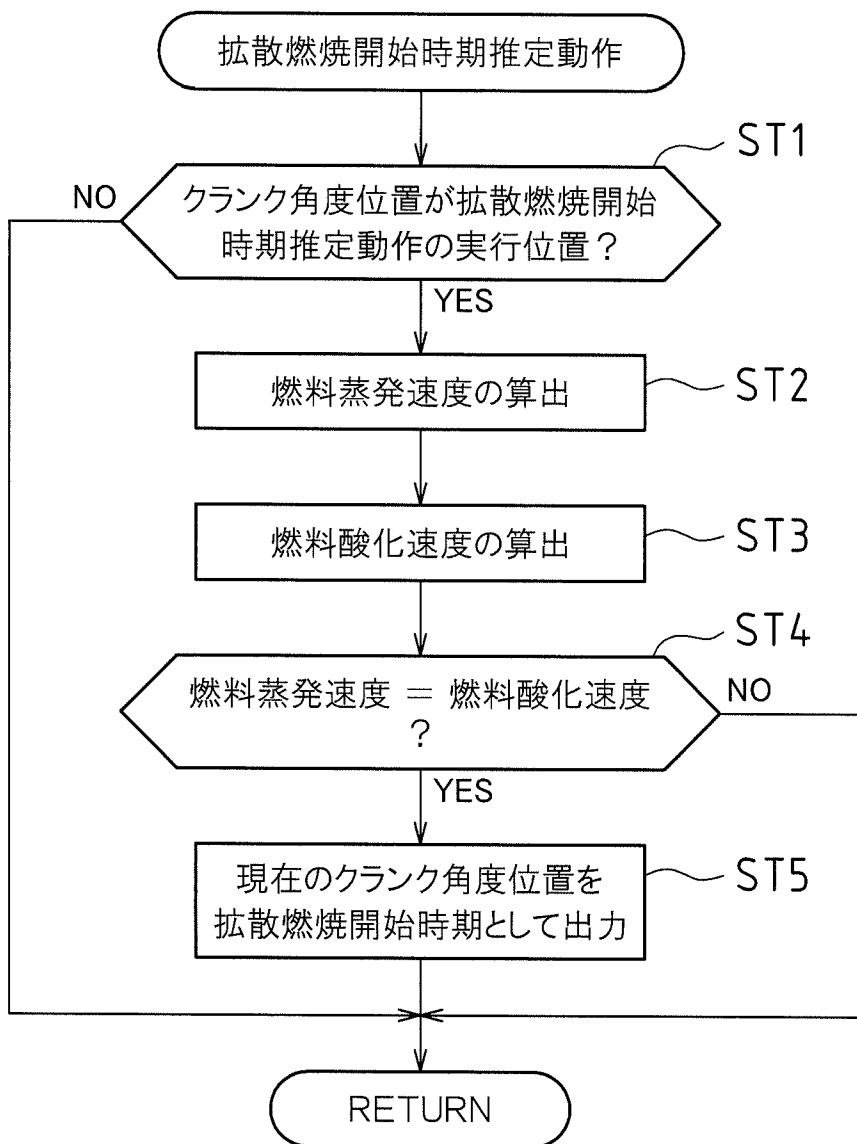 拡散燃焼開始時期推定動作
ST1
NO
クランク角度位置が拡散燃焼開始
時期推定動作の実行位置？
YES
燃料蒸発速度の算出
ST2
燃料酸化速度の算出
ST3
ST4
燃料蒸発速度 ＝ 燃料酸化速度
？
NO
YES
現在のクランク角度位置を
拡散燃焼開始時期として出力
ST5
RETURN